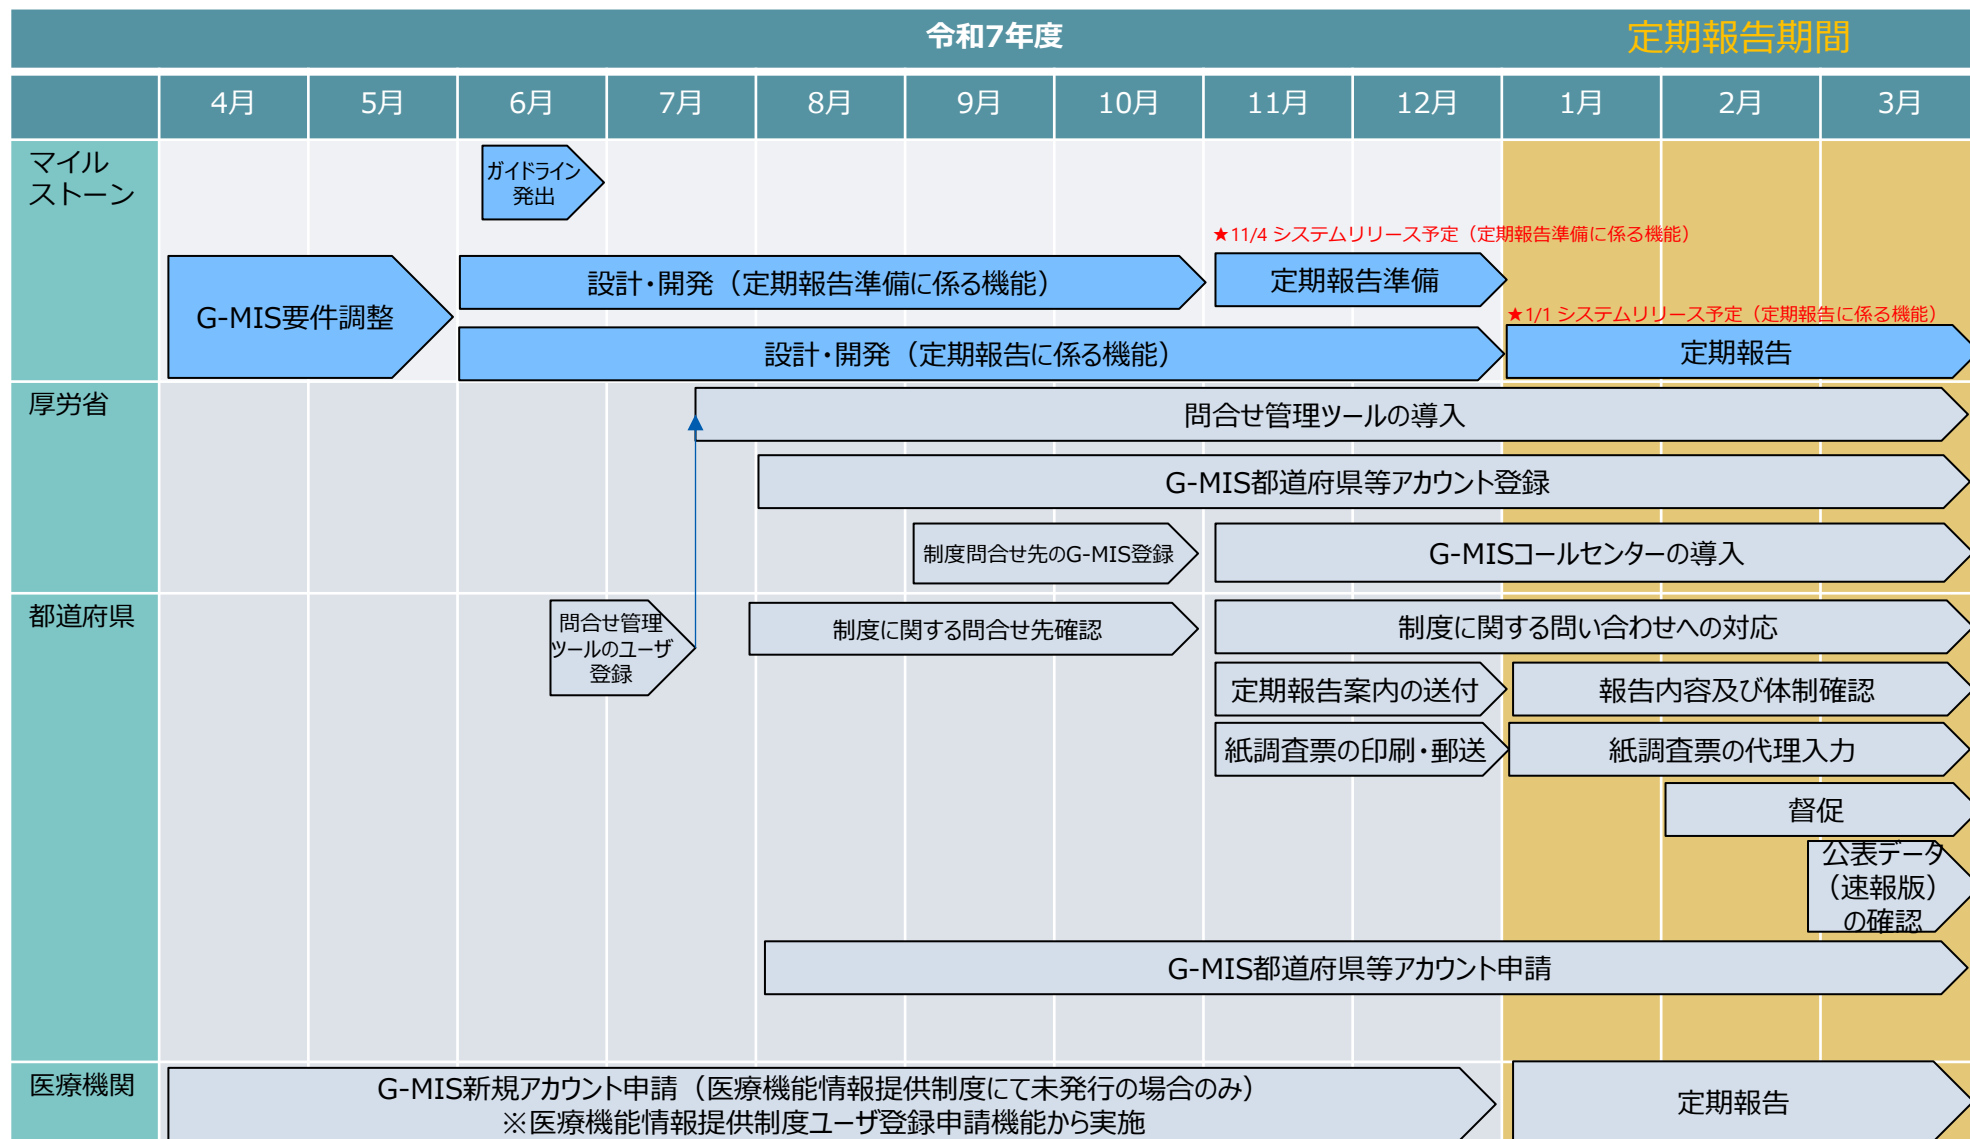 令和7年度
定期報告期間
4月
5月
6月
7月
8月
9月
10月
11月
12月
1月
2月
3月
マイル
ストーン
ガイドライン
発出
★11/4 システムリリース予定（定期報告準備に係る機能）
G-MIS要件調整
設計・開発（定期報告準備に係る機能）
定期報告準備
★1/1 システムリリース予定（定期報告に係る機能）
設計・開発（定期報告に係る機能）
定期報告
厚労省
問合せ管理ツールの導入
G-MIS都道府県等アカウント登録
制度問合せ先のG-MIS登録
G-MISコールセンターの導入
都道府県
問合せ管理
ツールのユーザ
登録
制度に関する問合せ先確認
制度に関する問い合わせへの対応
定期報告案内の送付
報告内容及び体制確認
紙調査票の印刷・郵送
紙調査票の代理入力
督促
公表データ
（速報版）
の確認
G-MIS都道府県等アカウント申請
医療機関
G-MIS新規アカウント申請（医療機能情報提供制度にて未発行の場合のみ）
※医療機能情報提供制度ユーザ登録申請機能から実施
定期報告